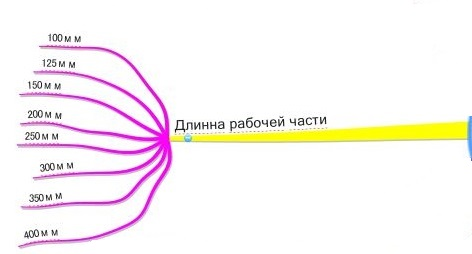 100 м м
125 м м
150 м м
200 м м
250 м м
300 м м
350 м м
400 м м
Длинна рабочей части